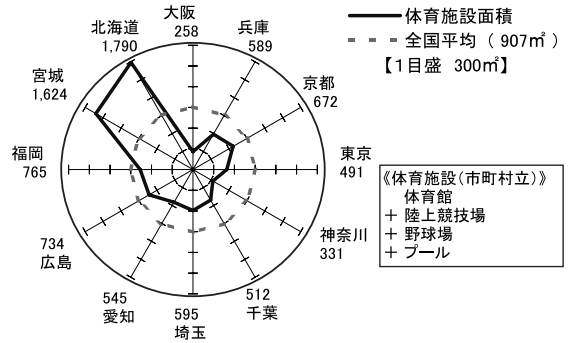 大阪
258
兵庫
589
京都
672
東京
491
神奈川
331
512
千葉
595
埼玉
545
愛知
734
広島
福岡
765
宮城
1,624
北海道
1,790
体育施設面積
全国平均 ( 907㎡ )
【1目盛 300㎡】
《体育施設(市町村立)》
体育館
+ 陸上競技場
+ 野球場
+ プール